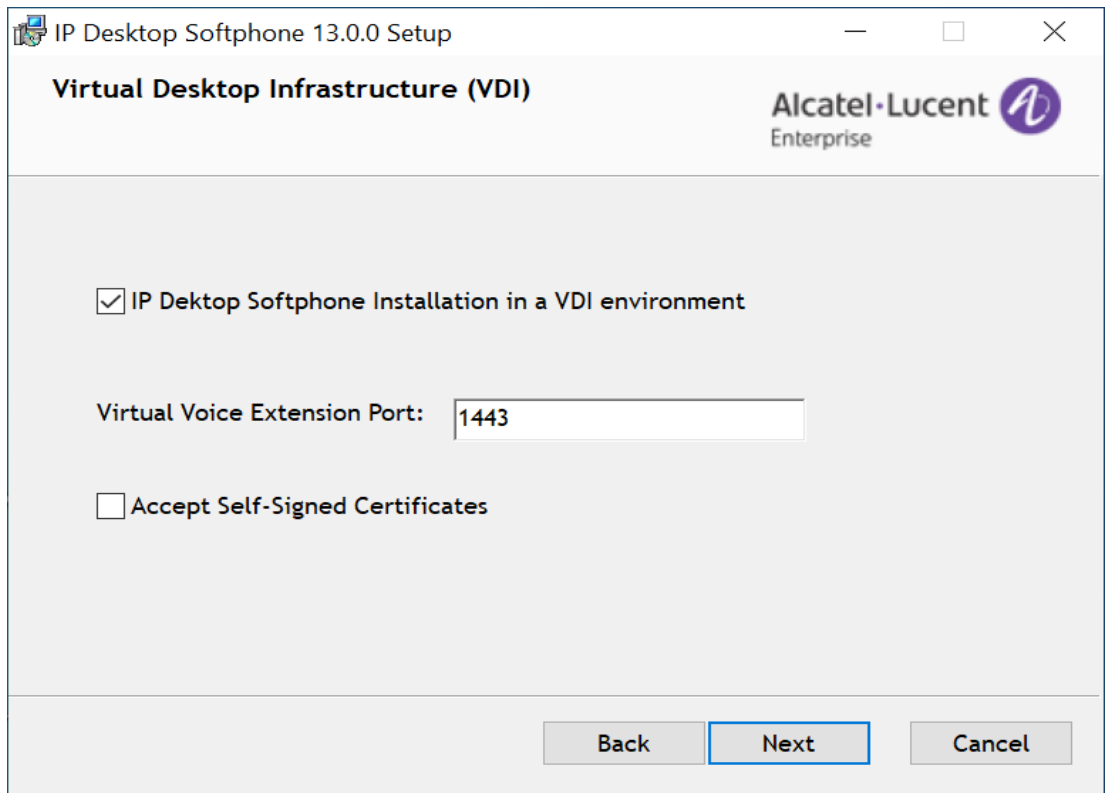 IP Desktop Softphone 13.0.0 Setup
Virtual Desktop Infrastructure (VDI)
Alcatel·Lucent
Enterprise
IP Dektop Softphone Installation in a VDI environment
Virtual Voice Extension Port:
1443
Accept Self-Signed Certificates
Back
Next
Cancel